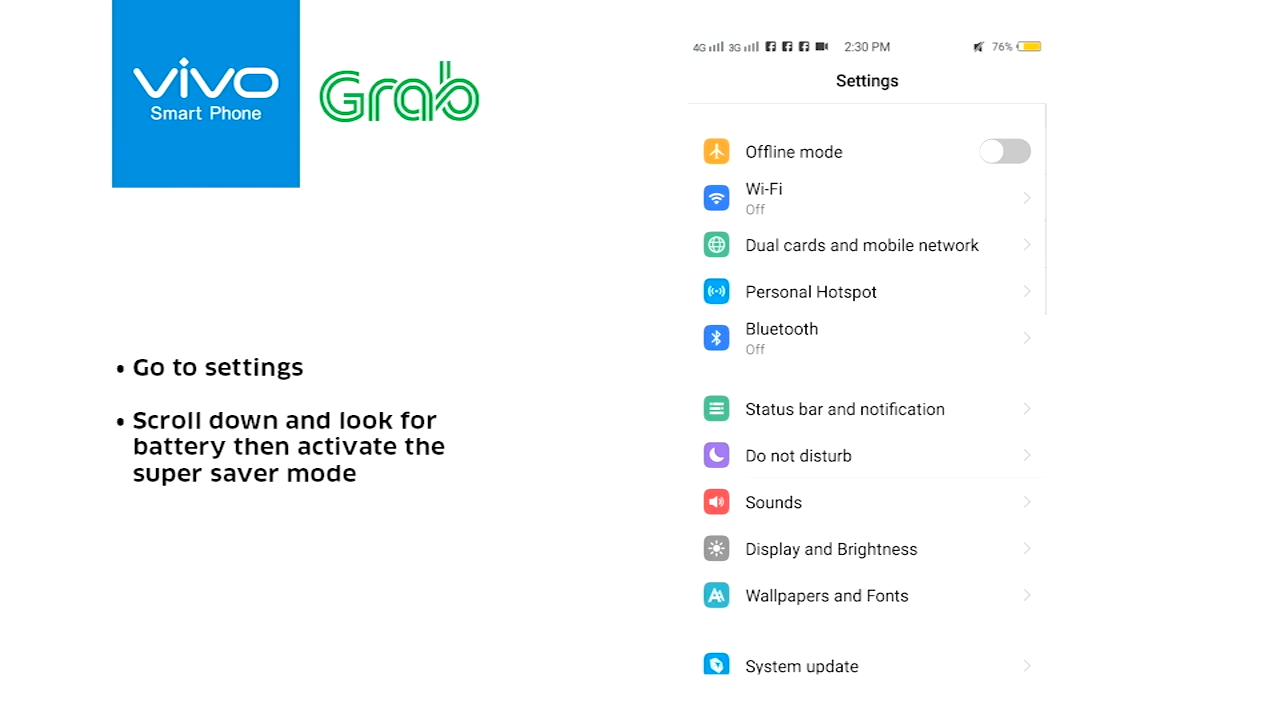 vivo
Smart Phone
Grab
• Go to settings
• Scroll down and look for
battery then activate the
super saver mode
4G 3G 2:30 PM 76%
Settings
Offline mode
Wi-Fi
Off
Dual cards and mobile network
Personal Hotspot
Bluetooth
Off
Status bar and notification
Do not disturb
Sounds
Display and Brightness
Wallpapers and Fonts
System update